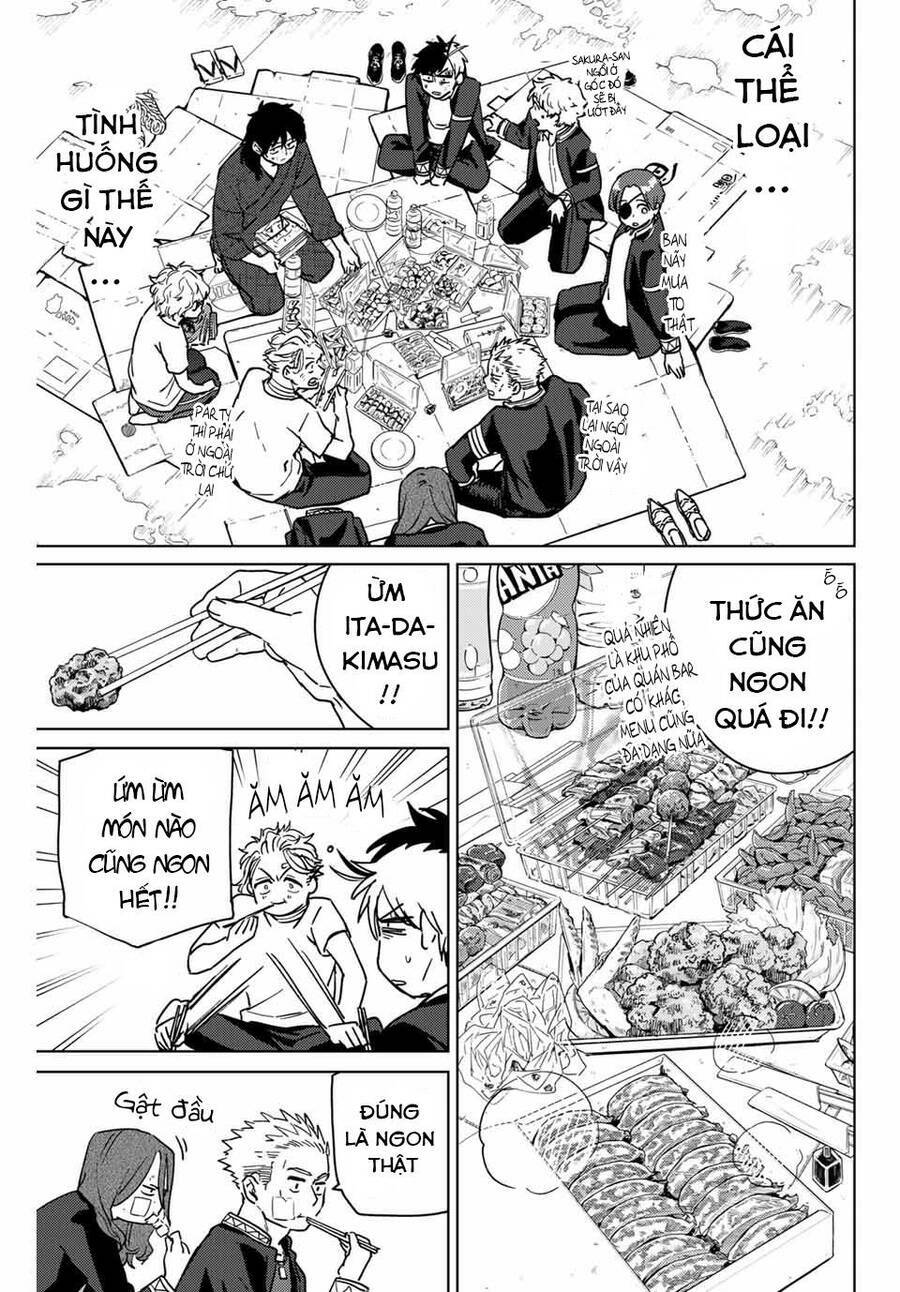 CÁI
THỂ
LOẠI
...
SAKURA-SAN
NGỒI Ở
GÓC ĐÓ
SẼ BỊ
ƯỚT ĐẤY
TÌNH
HUỐNG
GÌ THẾ
NÀY
...
BAN
NÃY
MƯA
TO
THẬT
TẠI SAO
LẠI NGỒI
NGOÀI
TRỜI VẬY
PARTY
THÌ PHẢI
Ở NGOÀI
TRỜI CHỨ
LẠI
THỨC ĂN
CŨNG
NGON
QUÁ ĐI!!
QUẢ NHIÊN
LÀ KHU PHỐ
CỦA QUÁN BAR
CÓ KHÁC,
MENU CŨNG
ĐA DẠNG NỮA
ANTA
ỪM
ITA-DA-
KIMASU
!!
ĂM ĂM ĂM
ỨM ỪM
MÓN NÀO
CŨNG NGON
HẾT!!
ĐÚNG
LÀ NGON
THẬT
Gật đầu